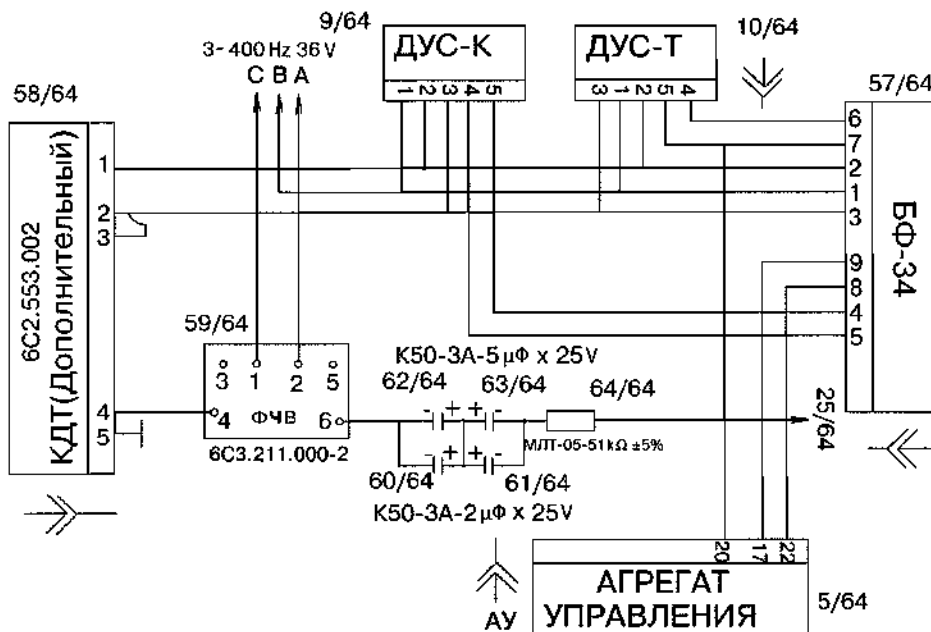 9/64
ДУС-К
1 2 3 4 5
ДУС-Т
3 1 2 5 4
10/64
3~400 Hz 36 V
С В А
58/64
6С2.553.002
КДТ(Дополнительный)
1
2
3
4
5
57/64
6
7
2
1
3
9
8
4
5
БФ-34
59/64
3 1 2 5
4 ФЧВ 6
6С3.211.000-2
К50-3А-5 µФ x 25V
62/64 63/64 64/64
- + + -
МЛТ-05-51kΩ ±5%
- + + -
60/64 61/64
К50-3А-2 µФ x 25V
25/64
АУ
20 17 22
АГРЕГАТ
УПРАВЛЕНИЯ
5/64